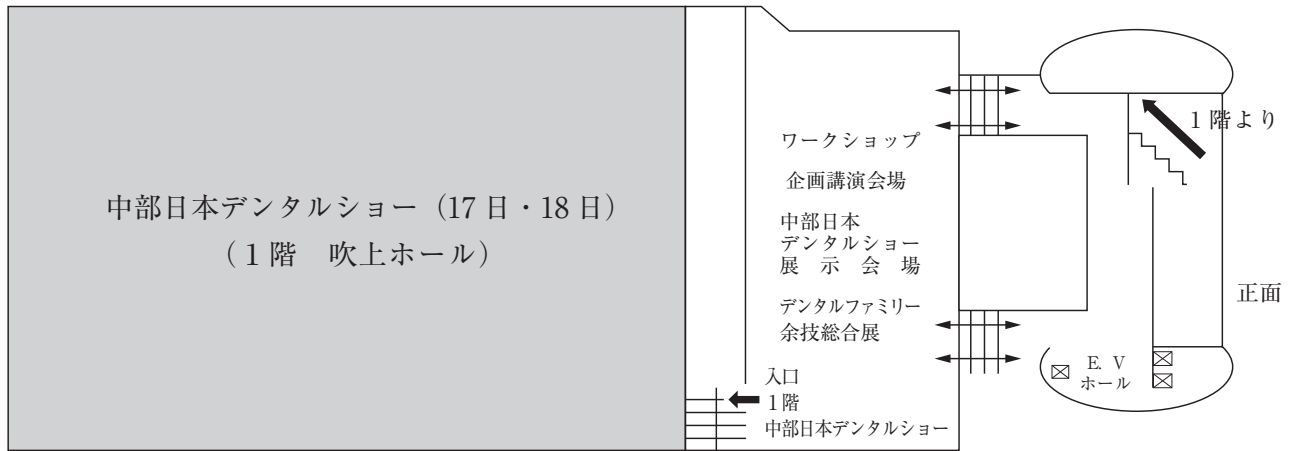 中部日本デンタルショー（17日・18日）
（1階　吹上ホール）
ワークショップ
企画講演会場
中部日本
デンタルショー
展示会場
デンタルファミリー
余技総合展
入口
1階
中部日本デンタルショー
1階より
正面
E. V
ホール